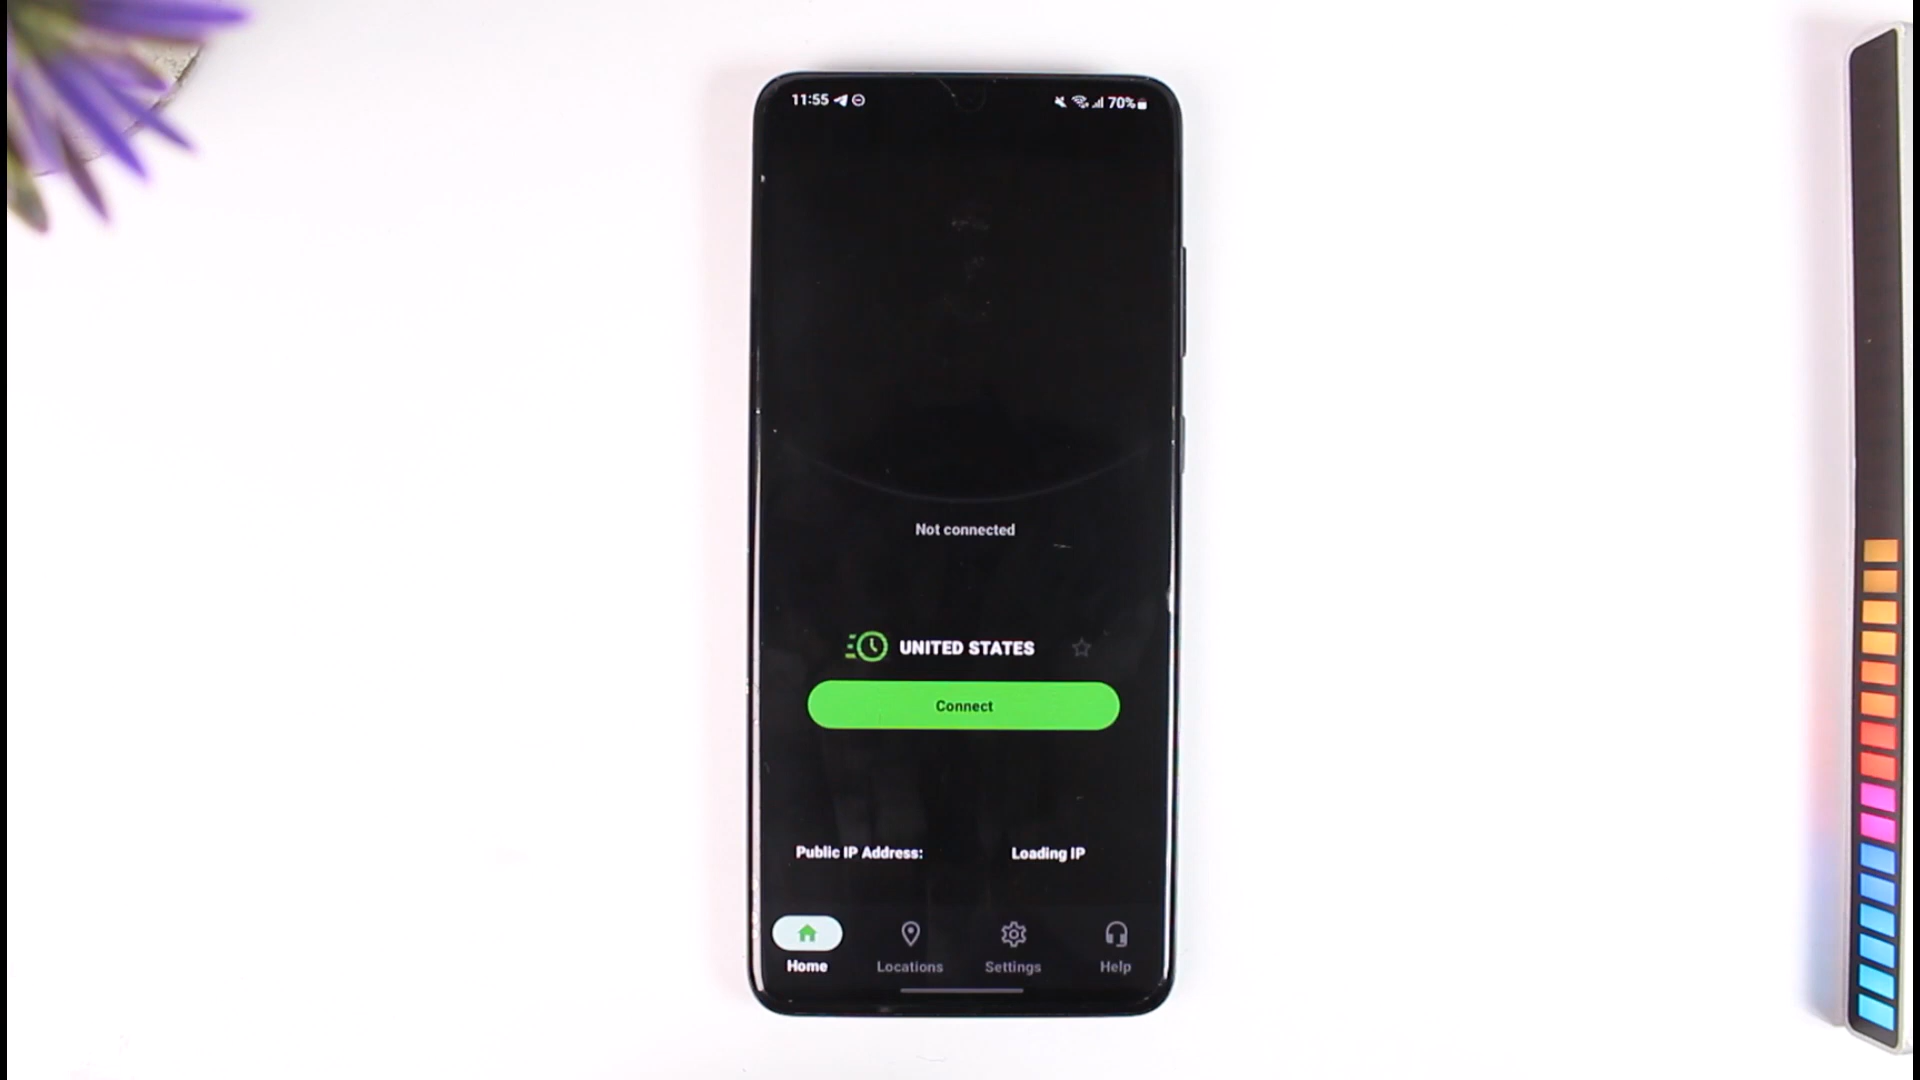 11:55 70%
Not connected
UNITED STATES
Connect
Public IP Address: Loading IP
Home Locations Settings Help